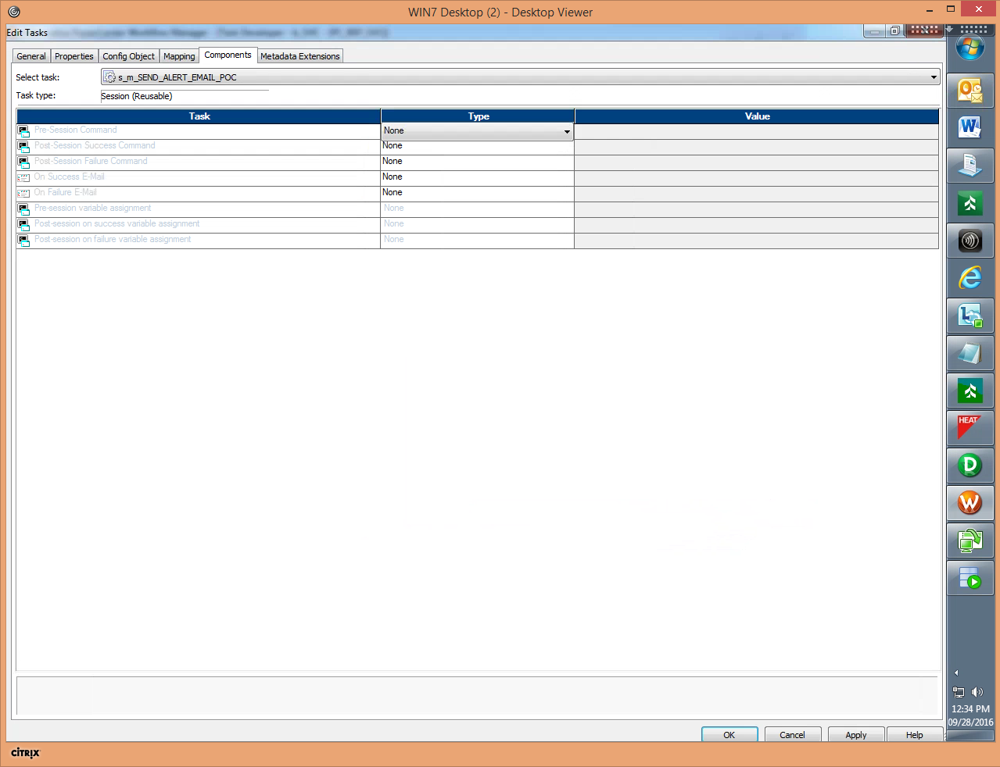 WIN7 Desktop (2) - Desktop Viewer
Edit Tasks
General Properties Config Object Mapping Components Metadata Extensions
Select task: s_m_SEND_ALERT_EMAIL_POC
Task type: Session (Reusable)
Task Type Value
Pre-Session Command None
Post-Session Success Command None
Post-Session Failure Command None
On Success E-Mail None
On Failure E-Mail None
Pre-session variable assignment None
Post-session on success variable assignment None
Post-session on failure variable assignment None
HEAT
12:34 PM
09/28/2016
OK Cancel Apply Help
CITRIX